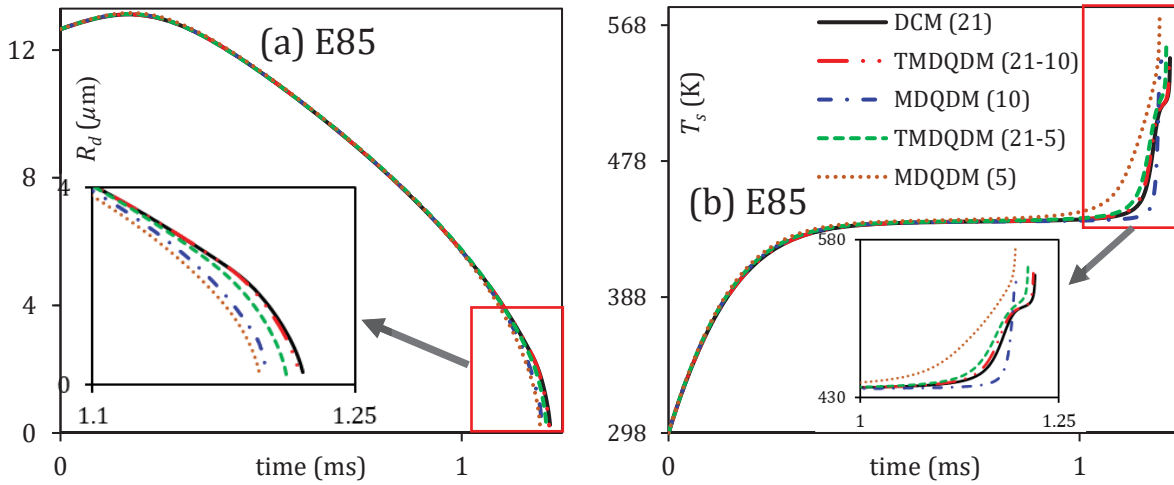 12
8
4
0
R_d (μm)
(a) E85
4
0
1.1
1.25
0
1
time (ms)
568
478
388
298
T_s (K)
DCM (21)
TMDQDM (21-10)
MDQDM (10)
TMDQDM (21-5)
MDQDM (5)
(b) E85
580
430
1
1.25
0
1
time (ms)